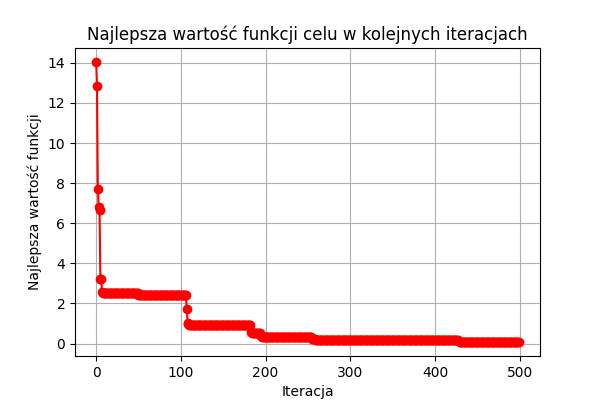 Najlepsza wartość funkcji celu w kolejnych iteracjach
Najlepsza wartość funkcji
14
12
10
8
6
4
2
0
0 100 200 300 400 500
Iteracja